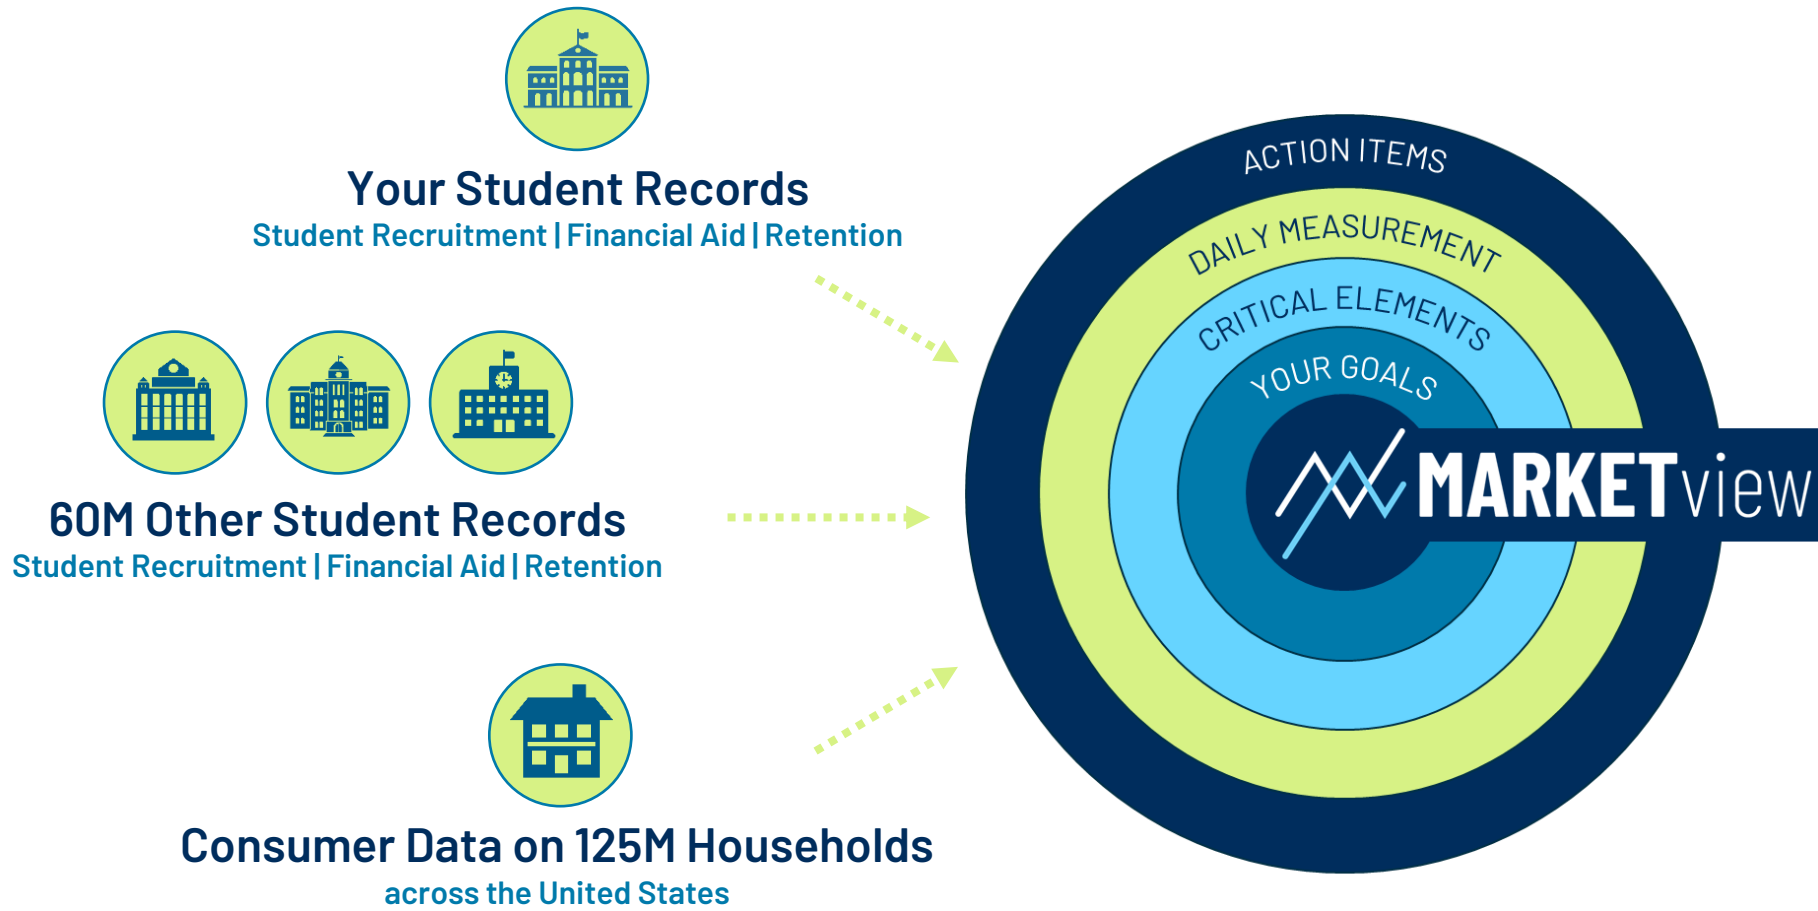 Your Student Records
Student Recruitment | Financial Aid | Retention
60M Other Student Records
Student Recruitment | Financial Aid | Retention
Consumer Data on 125M Households
across the United States
ACTION ITEMS
DAILY MEASUREMENT
CRITICAL ELEMENTS
YOUR GOALS
MARKETview